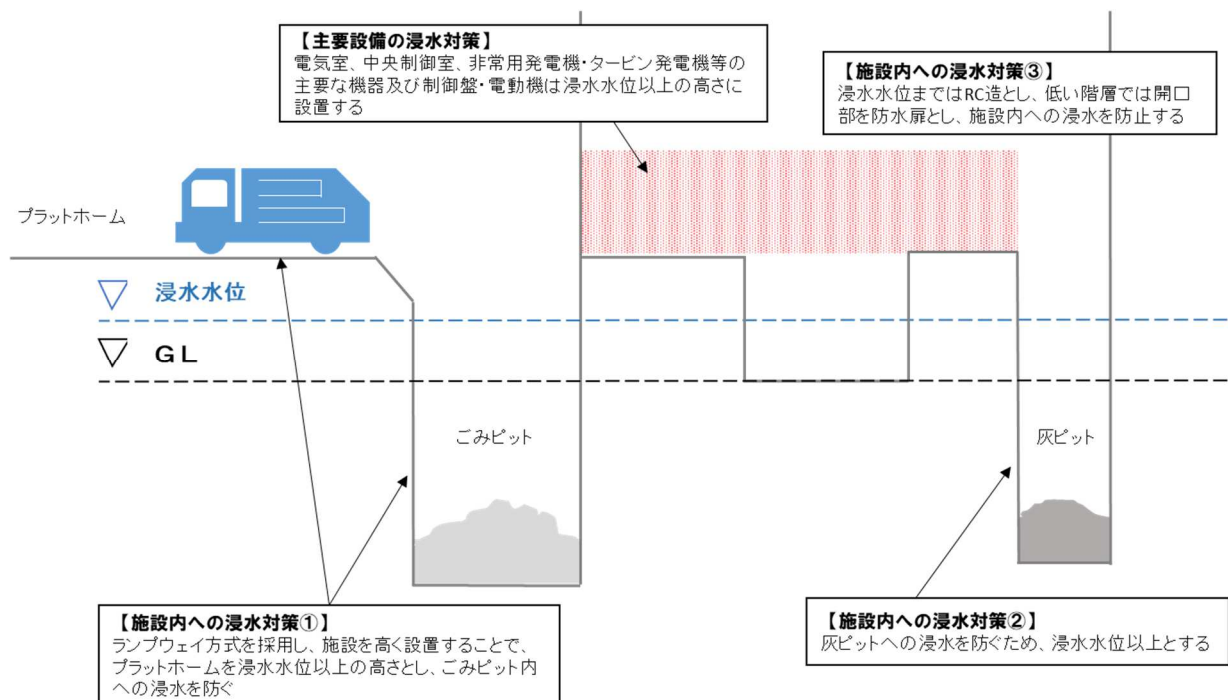 【主要設備の浸水対策】
電気室、中央制御室、非常用発電機・タービン発電機等の
主要な機器及び制御盤・電動機は浸水水位以上の高さに
設置する
【施設内への浸水対策③】
浸水水位まではRC造とし、低い階層では開口
部を防水扉とし、施設内への浸水を防止する
プラットホーム
浸水水位
GL
ごみピット
灰ピット
【施設内への浸水対策①】
ランプウェイ方式を採用し、施設を高く設置することで、
プラットホームを浸水水位以上の高さとし、ごみピット内
への浸水を防ぐ
【施設内への浸水対策②】
灰ピットへの浸水を防ぐため、浸水水位以上とする